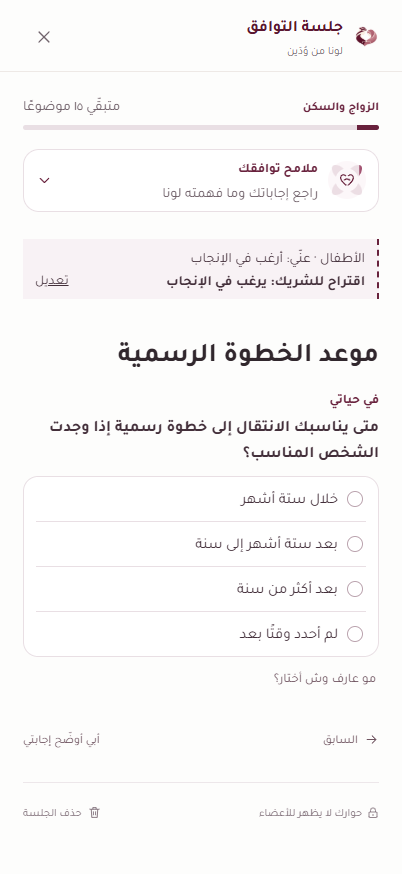 جلسة التوافق
لونا من وُدّين
الزواج والسكن
متبقّي ١٥ موضوعًا
ملامح توافقك
راجع إجاباتك وما فهمته لونا
الأطفال · عنّي: أرغب في الإنجاب
اقتراح للشريك: يرغب في الإنجاب
تعديل
موعد الخطوة الرسمية
في حياتي
متى يناسبك الانتقال إلى خطوة رسمية إذا وجدت
الشخص المناسب؟
خلال ستة أشهر
بعد ستة أشهر إلى سنة
بعد أكثر من سنة
لم أحدد وقتًا بعد
مو عارف وش أختار؟
السابق
أبي أوضّح إجابتي
حوارك لا يظهر للأعضاء
حذف الجلسة